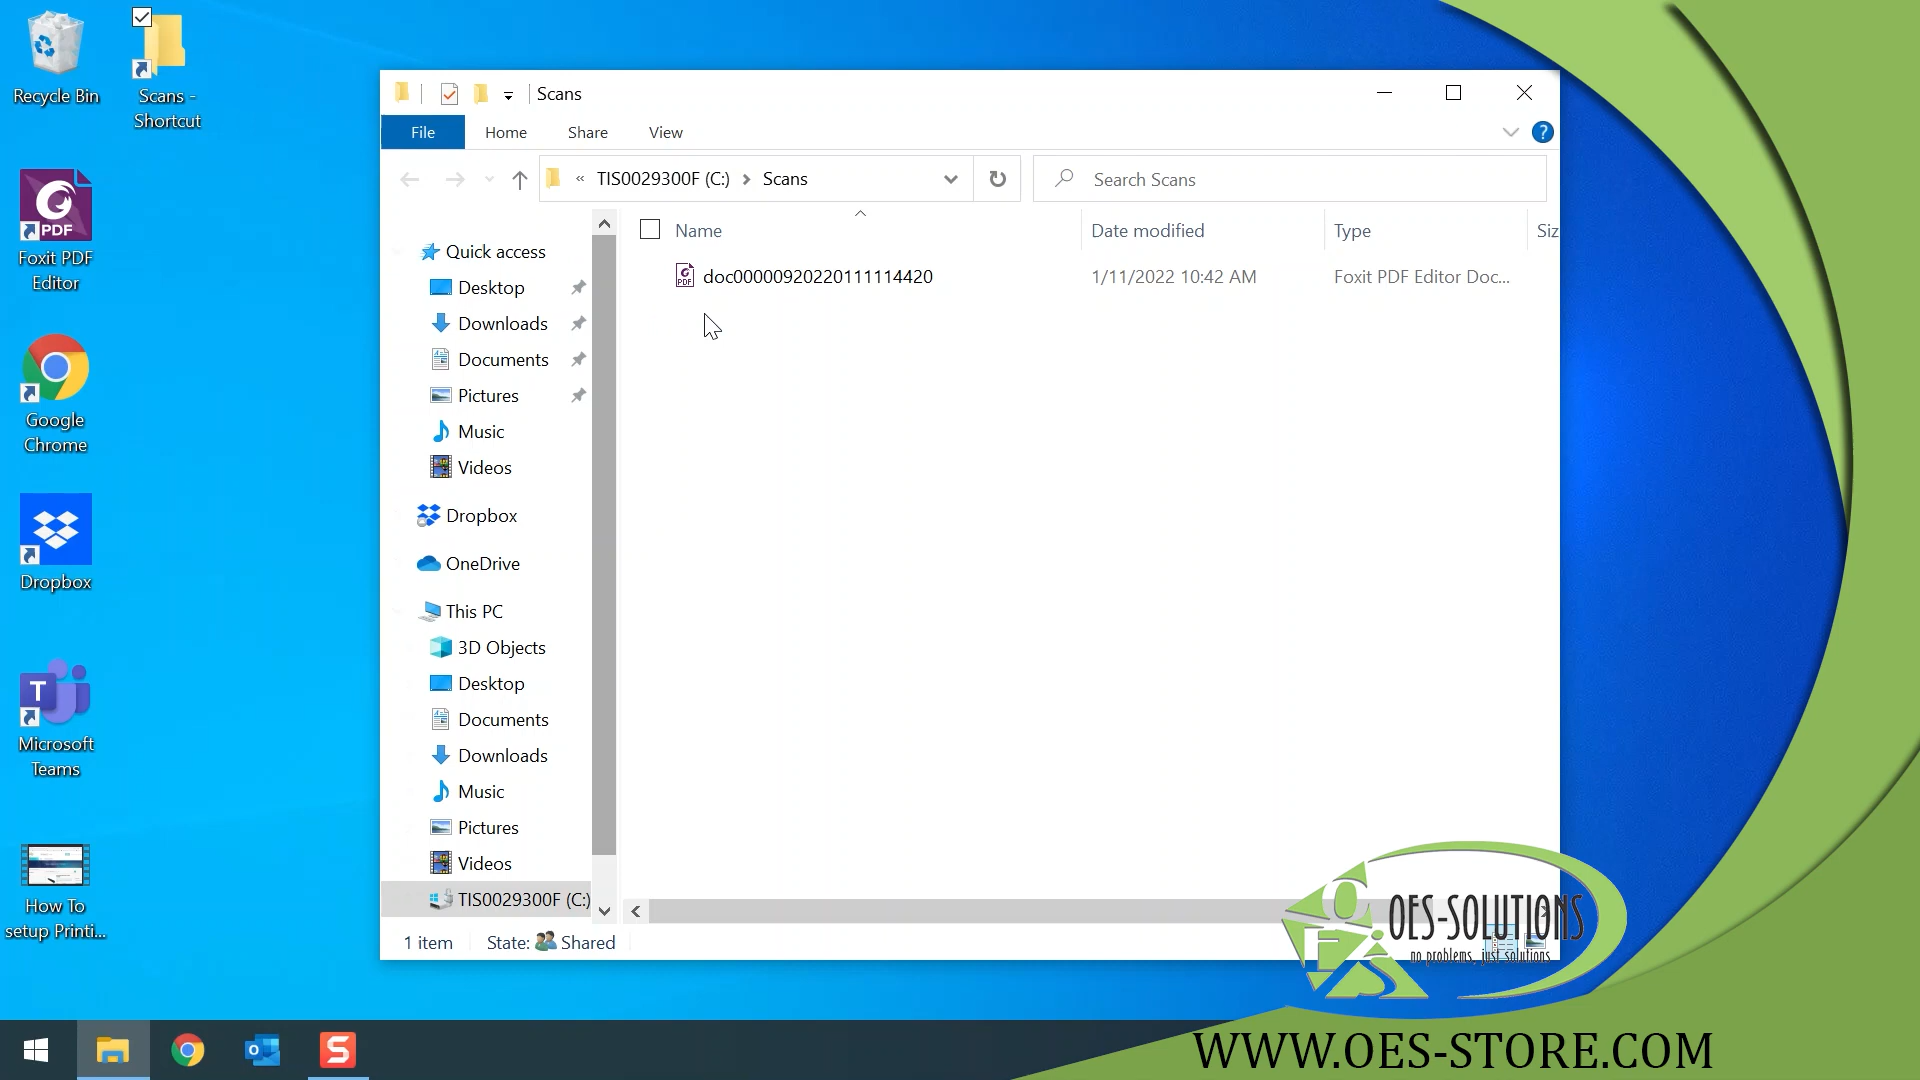 Recycle Bin
Scans -
Shortcut
PDF
Foxit PDF
Editor
Google
Chrome
Dropbox
T
Microsoft
Teams
How To
setup Printi...
Scans
File
Home
Share
View
?
«
TIS0029300F (C:)
Scans
Search Scans
Quick access
Desktop
Downloads
Documents
Pictures
Music
Videos
Dropbox
OneDrive
This PC
3D Objects
Desktop
Documents
Downloads
Music
Pictures
Videos
TIS0029300F (C:)
Name
Date modified
Type
Siz
PDF
doc00000920220111114420
1/11/2022 10:42 AM
Foxit PDF Editor Doc...
1 item
State:
Shared
OES
OES-SOLUTIONS
no problems, just solutions
o
S
WWW.OES-STORE.COM